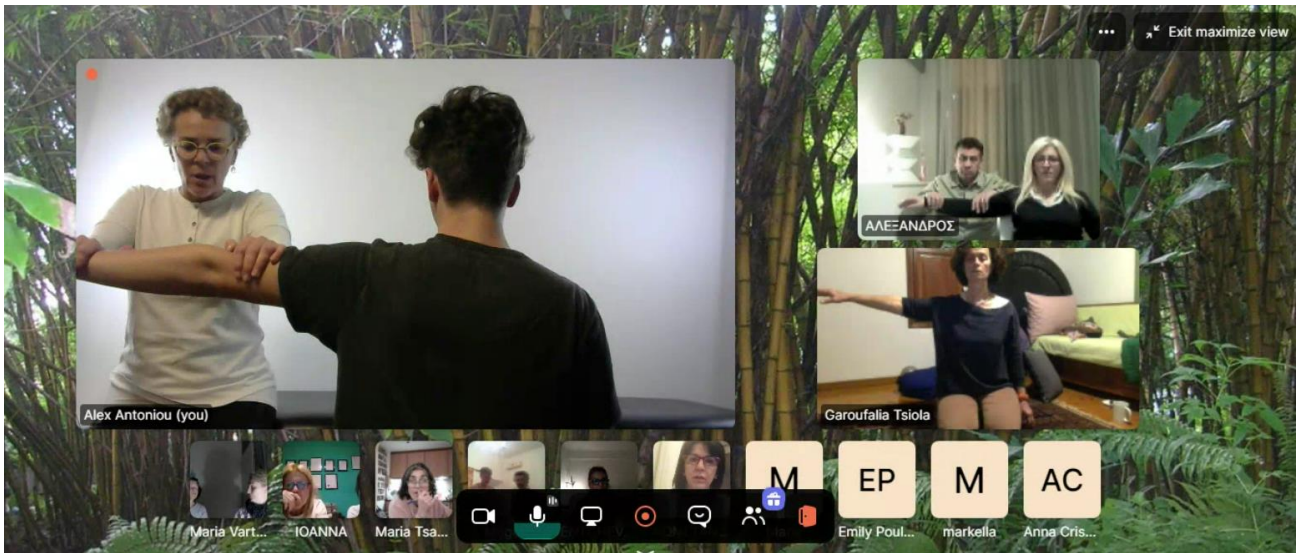 Exit maximize view
Alex Antoniou (you)
ΑΛΕΞΑΝΔΡΟΣ
Garoufalia Tsiola
M
EP
M
AC
Maria Vart...
IOANNA
Maria Tsa...
Emily Poul...
markella
Anna Cris...